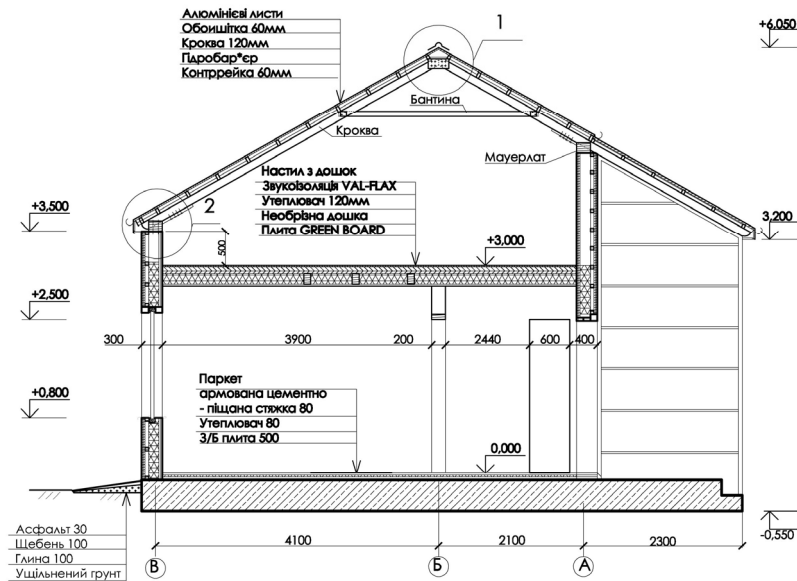 Алюмінієві листи
Обоишітка 60мм
Кроква 120мм
Гідробар*єр
Контррейка 60мм
1
+6.050
Бантина
Кроква
Мауерлат
Настил з дошок
Звукоізоляція VAL-FLAX
Утеплювач 120мм
Необрізна дошка
Плита GREEN BOARD
2
+3,500
3,200
500
+3,000
+2,500
300
3900
200
2440
600
400
Паркет
армована цементно
- піщана стяжка 80
Утеплювач 80
З/Б плита 500
+0,800
0,000
Асфальт 30
Щебень 100
Глина 100
Ущільнений грунт
4100
2100
2300
-0,550
В
Б
А